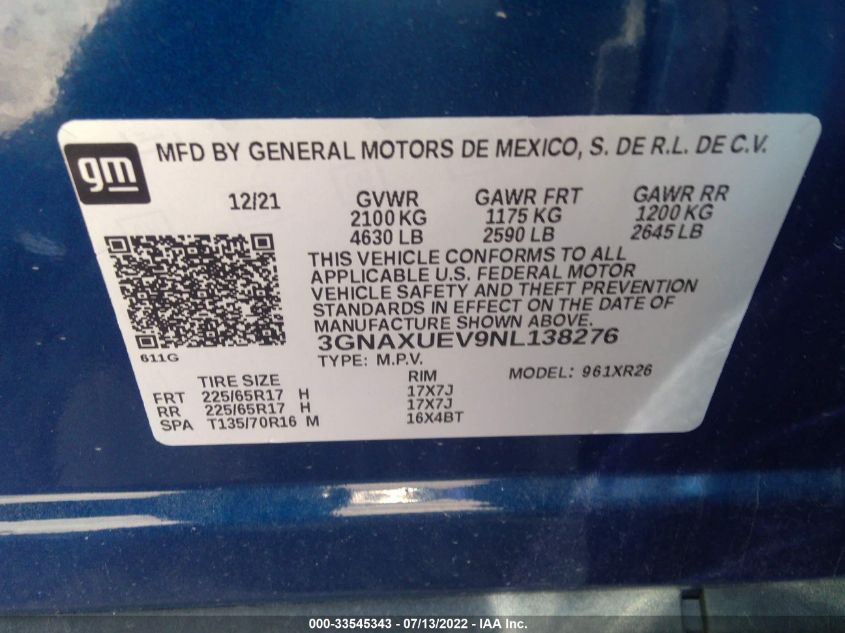 gm
MFD BY GENERAL MOTORS DE MEXICO, S. DE R.L. DE C.V.
12/21 GVWR GAWR FRT GAWR RR
2100 KG 1175 KG 1200 KG
4630 LB 2590 LB 2645 LB
THIS VEHICLE CONFORMS TO ALL
APPLICABLE U.S. FEDERAL MOTOR
VEHICLE SAFETY AND THEFT PREVENTION
STANDARDS IN EFFECT ON THE DATE OF
MANUFACTURE SHOWN ABOVE.
3GNAXUEV9NL138276
611G
TYPE: M.P.V. MODEL: 961XR26
TIRE SIZE RIM
FRT 225/65R17 H 17X7J
RR 225/65R17 H 17X7J
SPA T135/70R16 M 16X4BT
000-33545343 - 07/13/2022 - IAAI.com